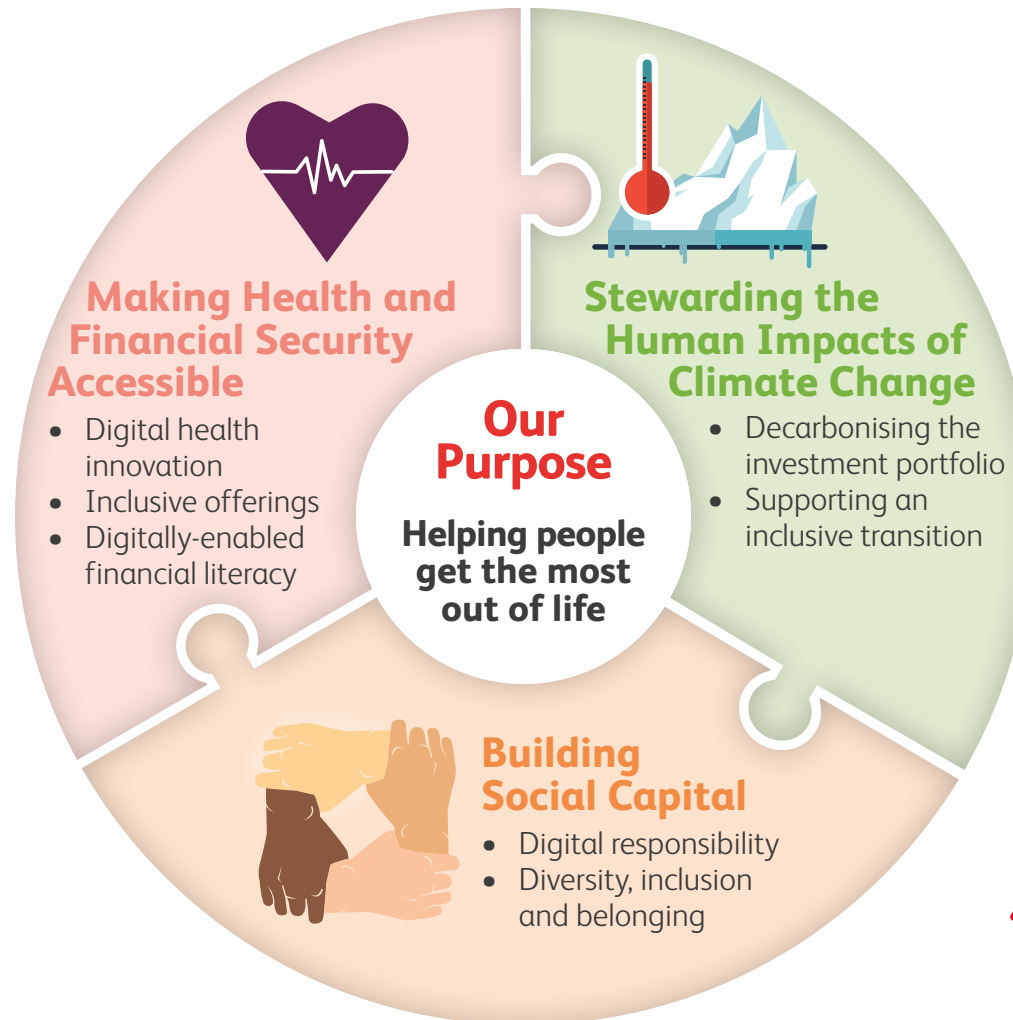 Making Health and
Financial Security
Accessible
• Digital health
innovation
• Inclusive offerings
• Digitally-enabled
financial literacy
Stewarding the
Human Impacts of
Climate Change
• Decarbonising the
investment portfolio
• Supporting an
inclusive transition
Our
Purpose
Helping people
get the most
out of life
Building
Social Capital
• Digital responsibility
• Diversity, inclusion
and belonging